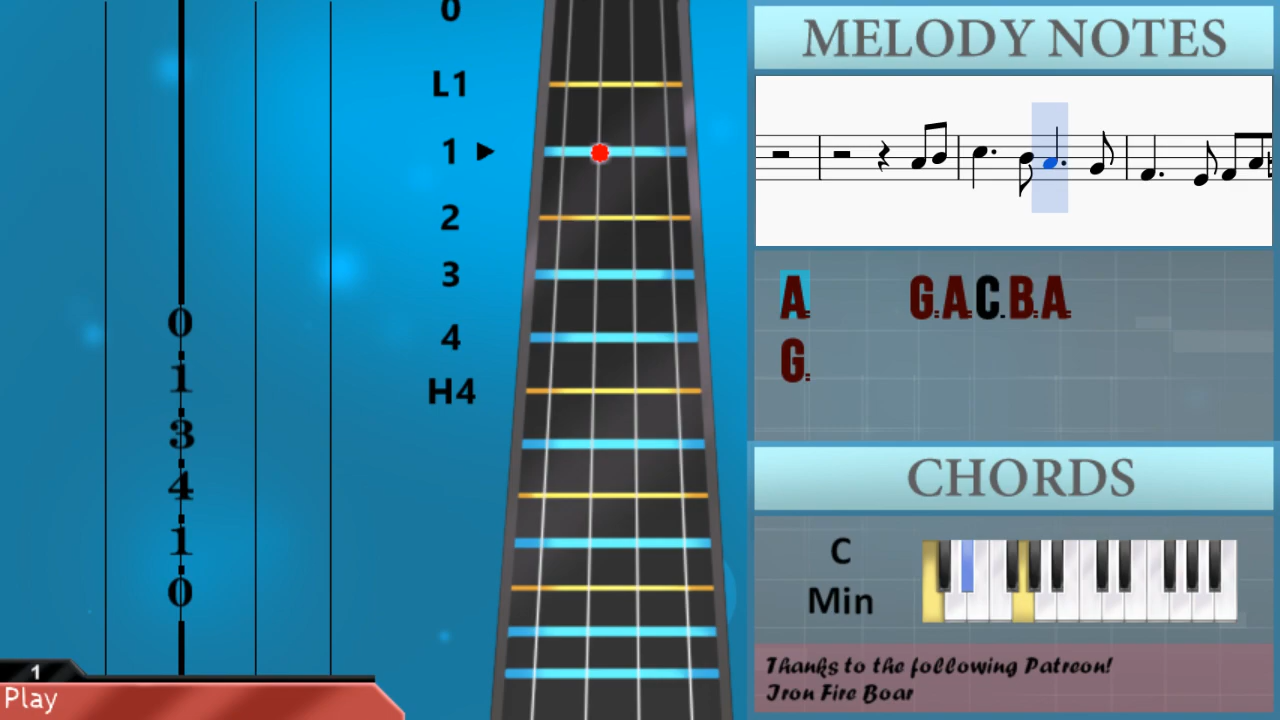 0
L1
1
2
3
4
H4
0
1
3
4
1
0
1
Play
MELODY NOTES
A G.A.C.B.A
G
CHORDS
C
Min
Thanks to the following Patreon!
Iron Fire Boar